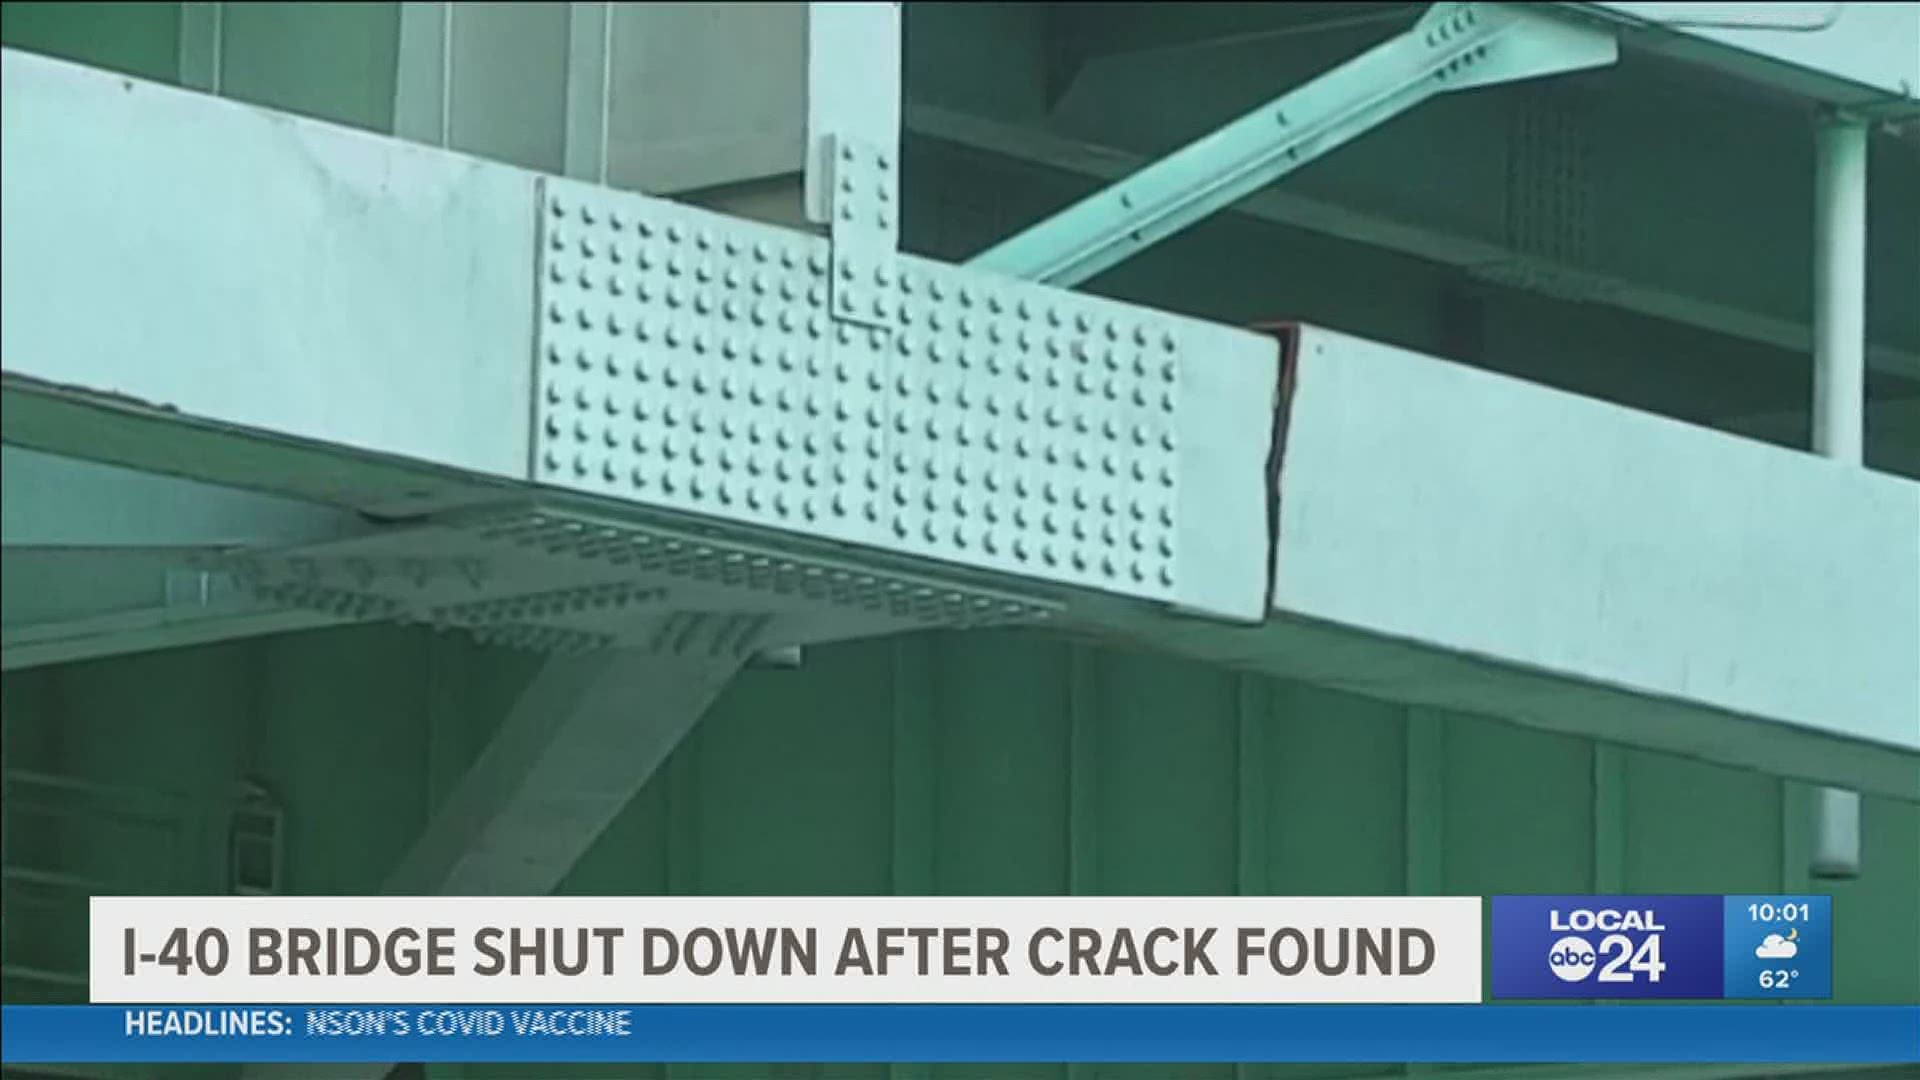 I-40 BRIDGE SHUT DOWN AFTER CRACK FOUND
LOCAL
abc 24
10:01
62°
HEADLINES: NSON'S COVID VACCINE